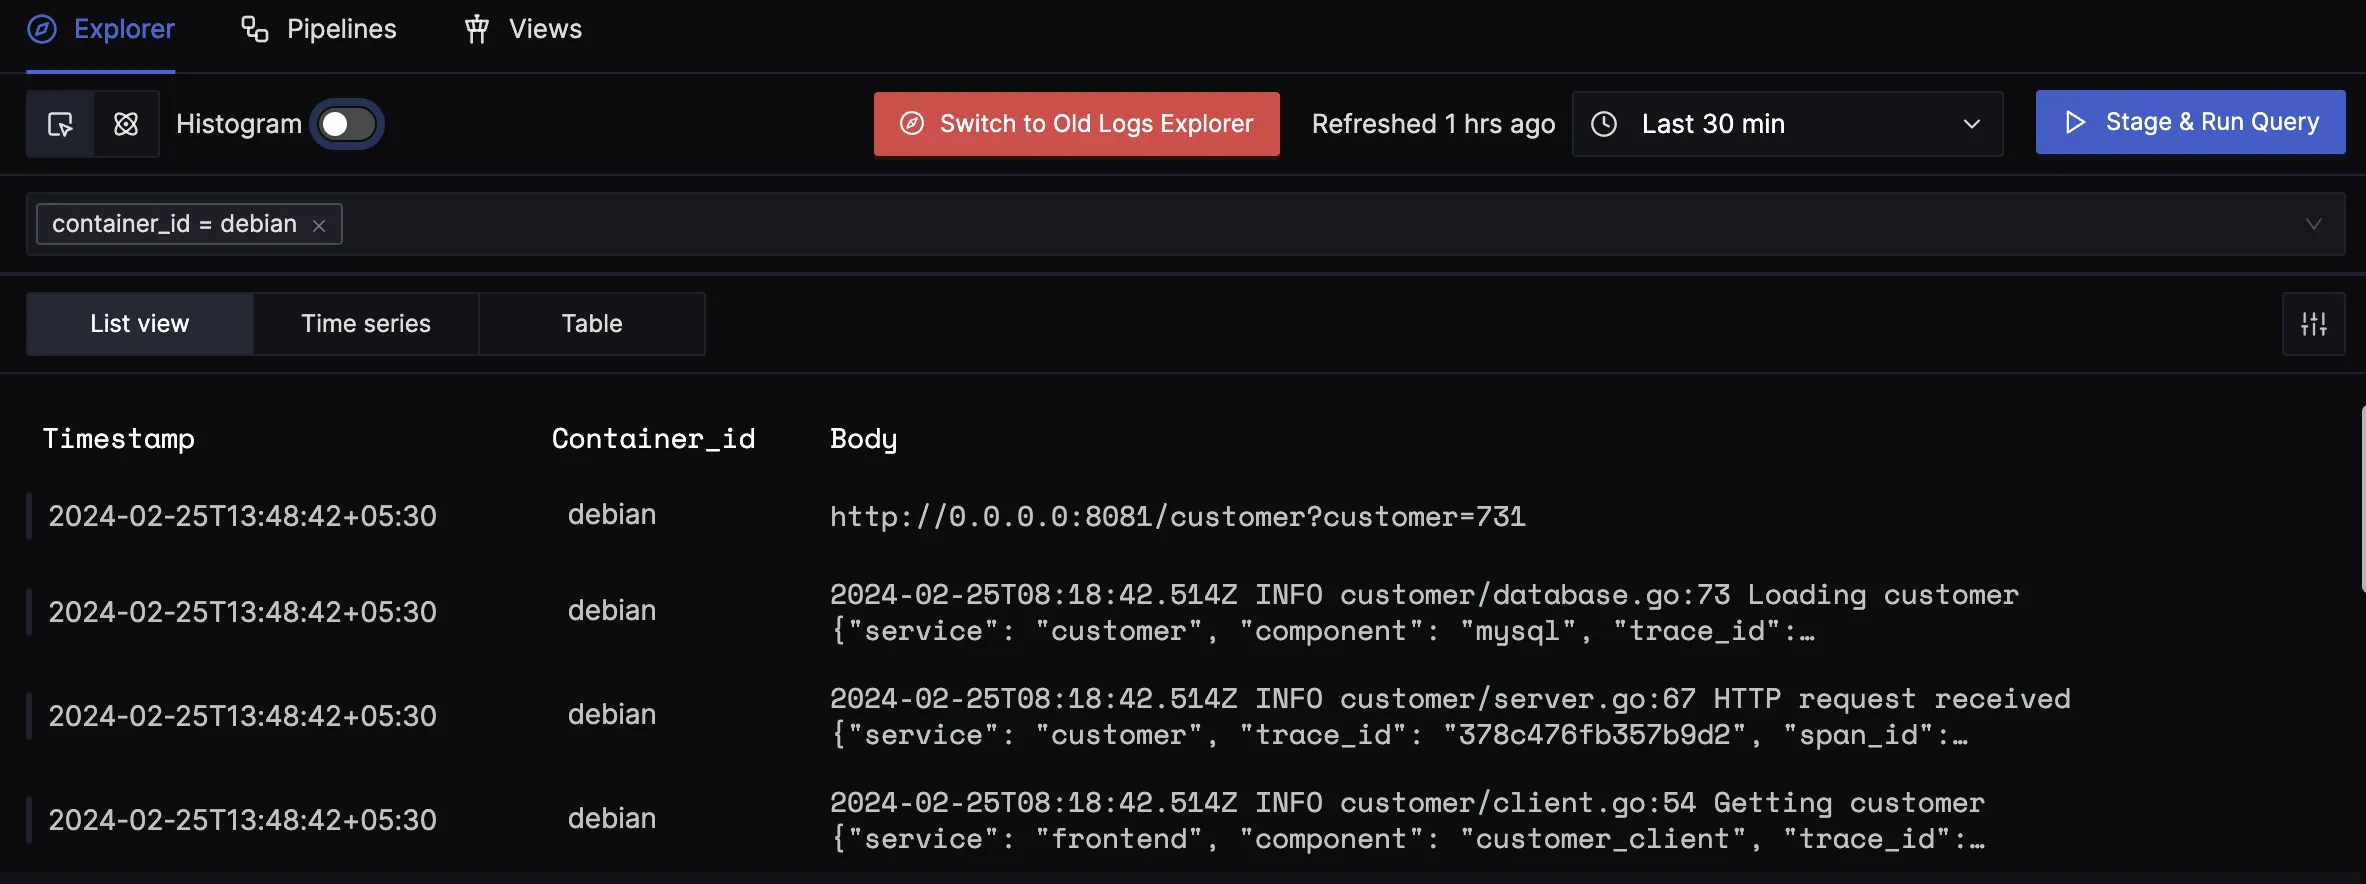 Explorer Pipelines Views
Histogram Switch to Old Logs Explorer Refreshed 1 hrs ago Last 30 min Stage & Run Query
container_id = debian
List view Time series Table
Timestamp Container_id Body
2024-02-25T13:48:42+05:30 debian http://0.0.0.0:8081/customer?customer=731
2024-02-25T13:48:42+05:30 debian 2024-02-25T08:18:42.514Z INFO customer/database.go:73 Loading customer
{"service": "customer", "component": "mysql", "trace_id":…
2024-02-25T13:48:42+05:30 debian 2024-02-25T08:18:42.514Z INFO customer/server.go:67 HTTP request received
{"service": "customer", "trace_id": "378c476fb357b9d2", "span_id":…
2024-02-25T13:48:42+05:30 debian 2024-02-25T08:18:42.514Z INFO customer/client.go:54 Getting customer
{"service": "frontend", "component": "customer_client", "trace_id":…